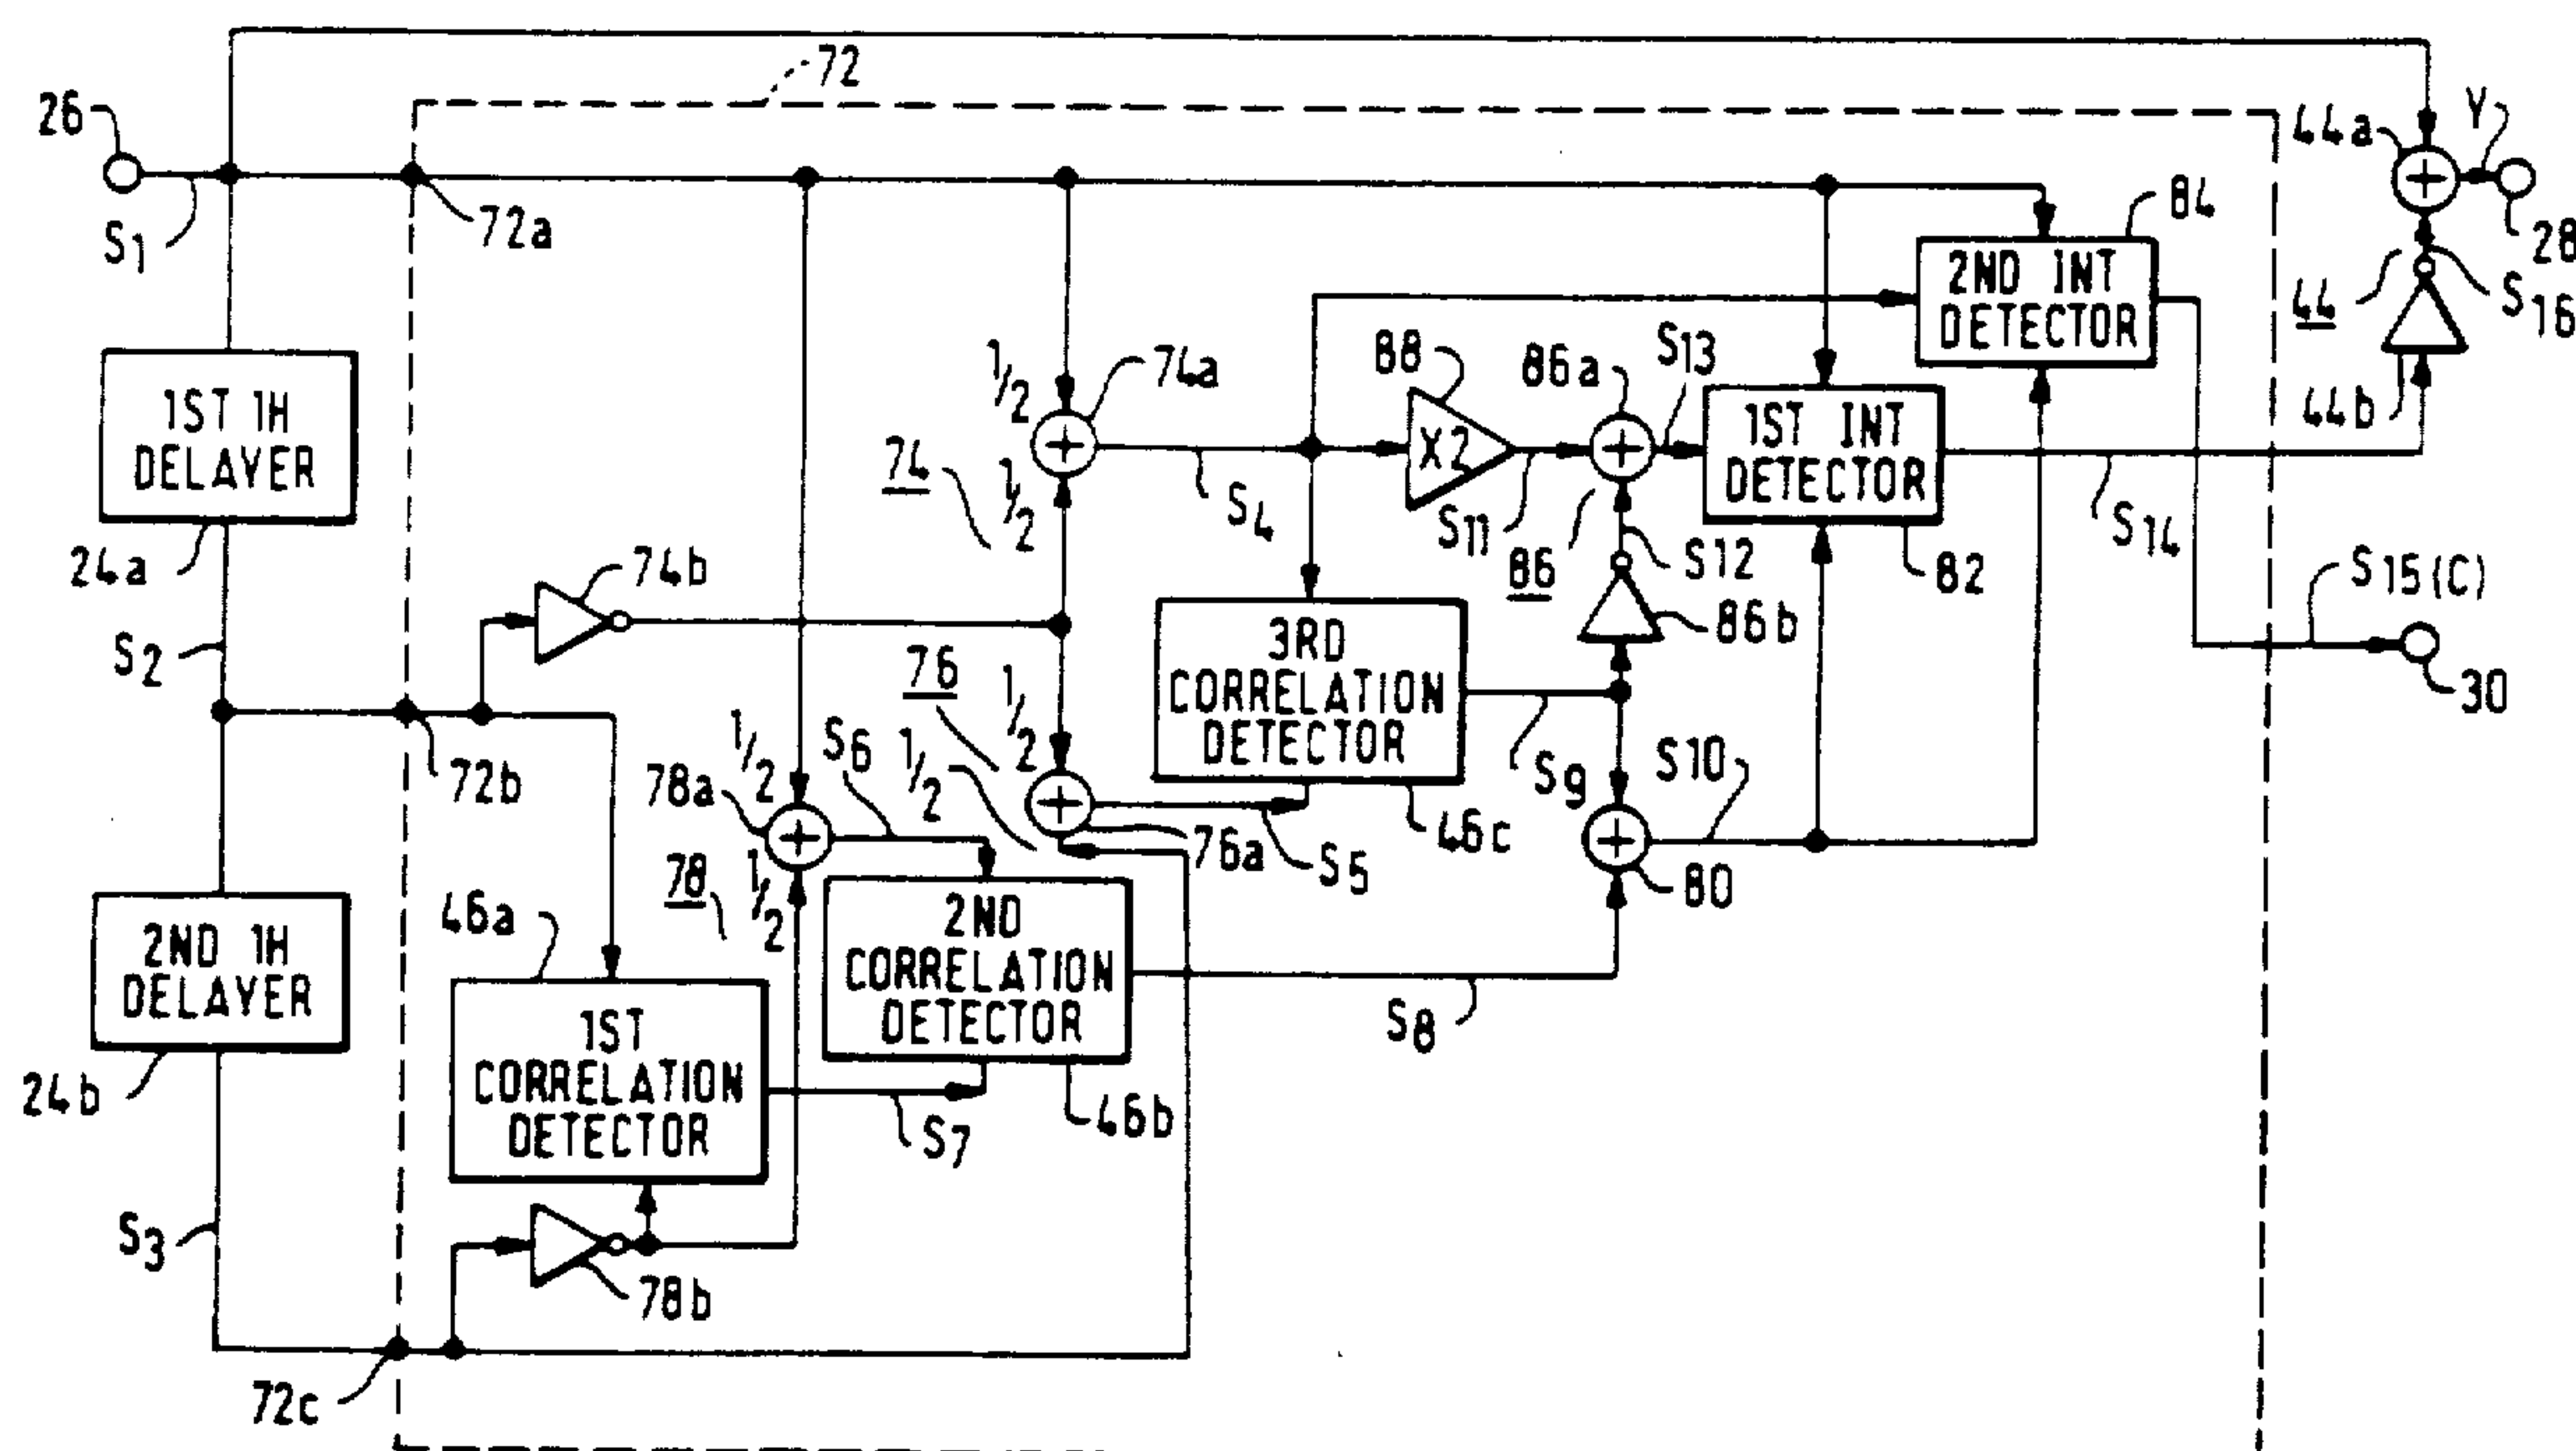 72
26
S1
72a
44a
Y
28
84
2ND INT
DETECTOR
44
S16
44b
1ST 1H
DELAYER
24a
1/2
74a
74
1/2
S4
88
X2
S11
86a
S13
86
S12
86b
1ST INT
DETECTOR
82
S14
S15(C)
30
S2
74b
72b
76
1/2
1/2
76a
S5
3RD
CORRELATION
DETECTOR
46c
S9
S10
80
78a
1/2
S6
78
1/2
46a
1ST
CORRELATION
DETECTOR
S7
2ND
CORRELATION
DETECTOR
46b
S8
2ND 1H
DELAYER
24b
S3
78b
72c